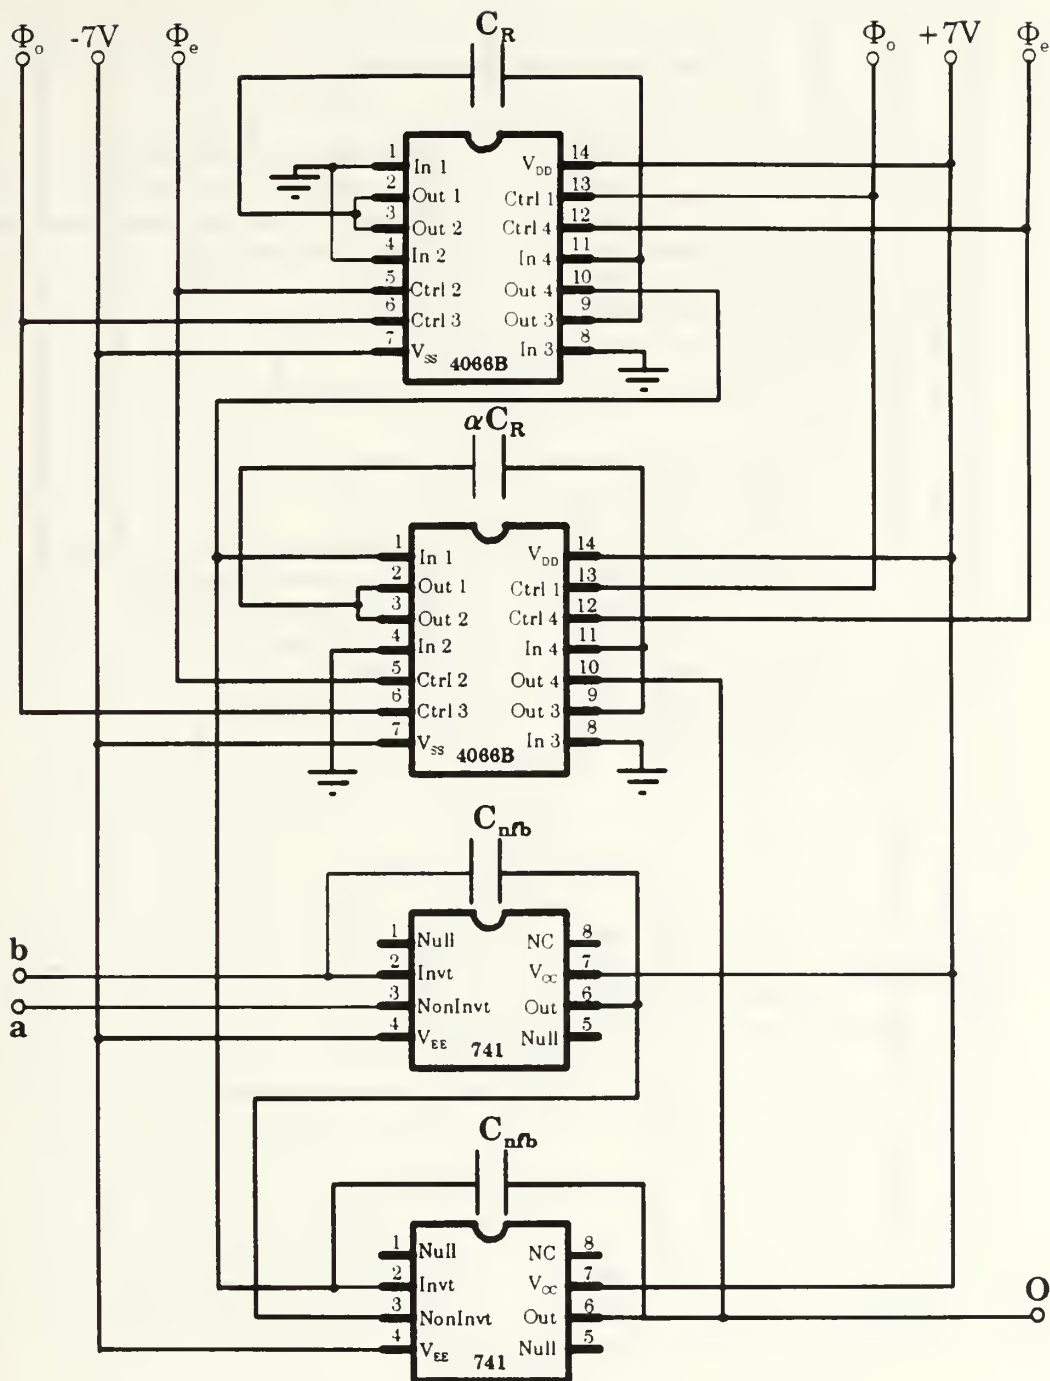 Φo -7V Φe CR Φo +7V Φe
1 In 1 VDD 14
2 Out 1 Ctrl 1 13
3 Out 2 Ctrl 4 12
4 In 2 In 4 11
5 Ctrl 2 Out 4 10
6 Ctrl 3 Out 3 9
7 VSS In 3 8
4066B
αCR
1 In 1 VDD 14
2 Out 1 Ctrl 1 13
3 Out 2 Ctrl 4 12
4 In 2 In 4 11
5 Ctrl 2 Out 4 10
6 Ctrl 3 Out 3 9
7 VSS In 3 8
4066B
Cnfb
1 Null NC 8
b 2 Invt VCC 7
a 3 NonInvt Out 6
4 VEE Null 5
741
Cnfb
1 Null NC 8
2 Invt VCC 7
3 NonInvt Out 6 O
4 VEE Null 5
741